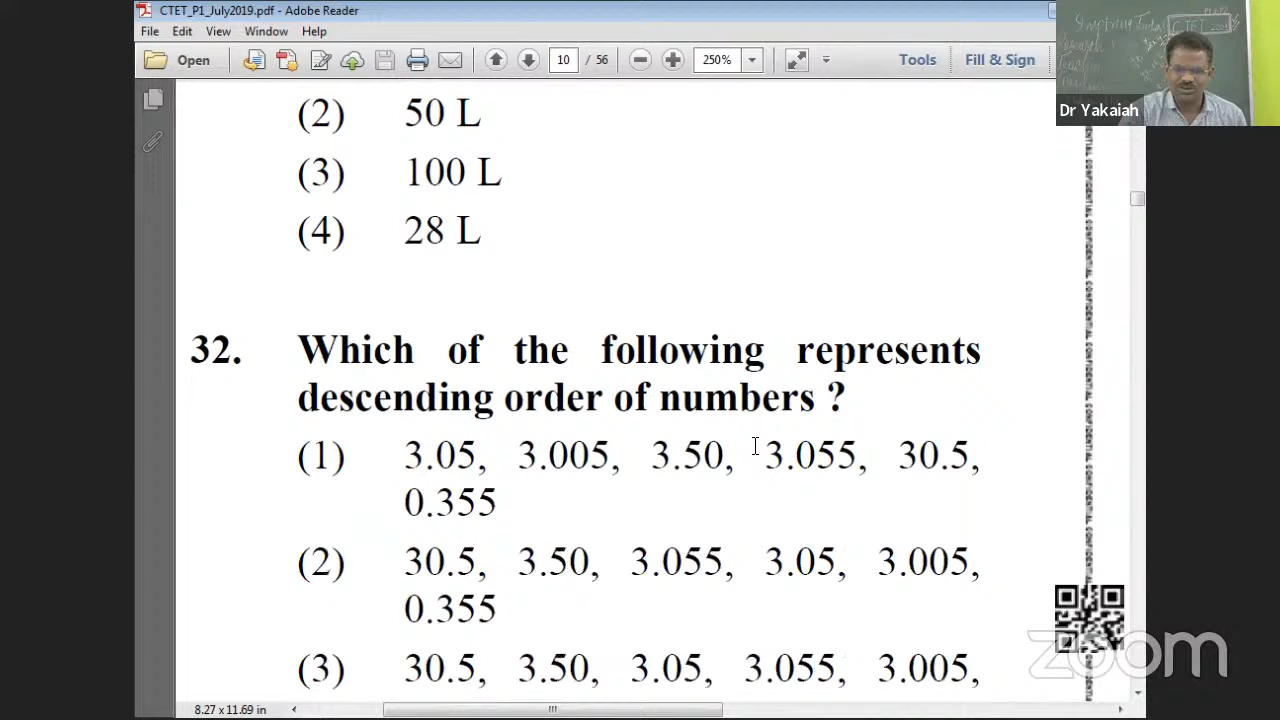 CTET_P1_July2019.pdf - Adobe Reader
File Edit View Window Help
Open 10 / 56 250% Tools Fill & Sign
CTET
Dr Yakaiah
(2) 50 L
(3) 100 L
(4) 28 L
32. Which of the following represents
descending order of numbers ?
(1) 3.05, 3.005, 3.50, 3.055, 30.5,
0.355
(2) 30.5, 3.50, 3.055, 3.05, 3.005,
0.355
(3) 30.5, 3.50, 3.05, 3.055, 3.005,
zoom
8.27 x 11.69 in